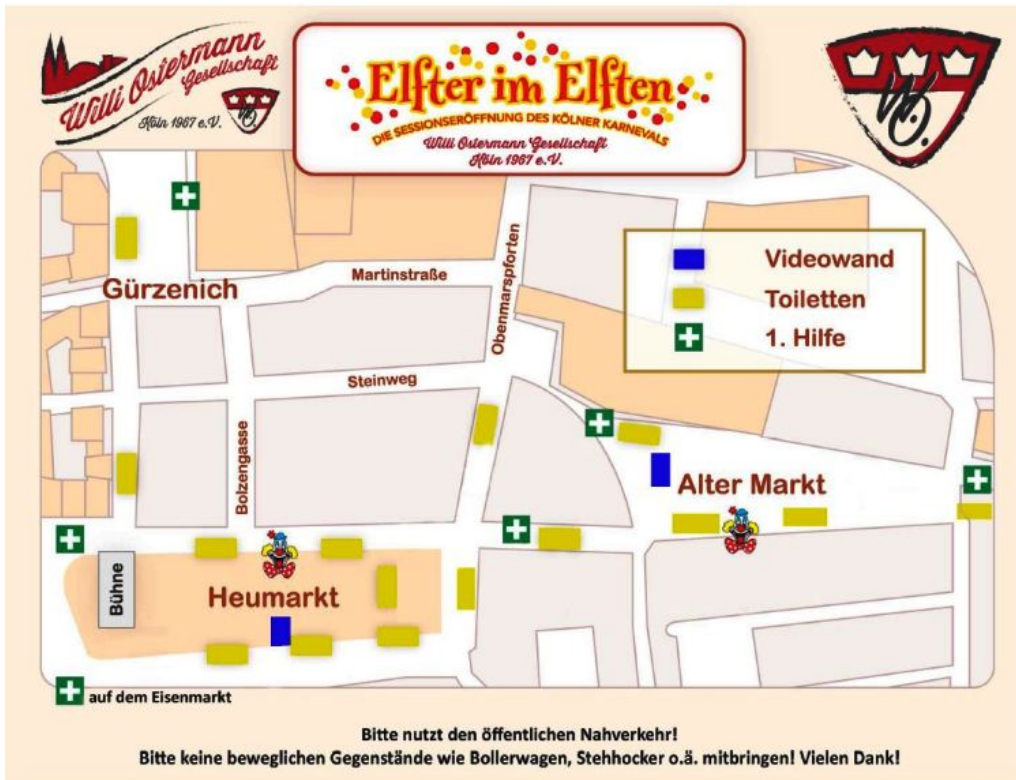 Willi Ostermann
Gesellschaft
Köln 1967 e.V.
Elfter im Elften
DIE SESSIONSERÖFFNUNG DES KÖLNER KARNEVALS
Willi Ostermann Gesellschaft
Köln 1967 e.V.
W.O.
Gürzenich
Martinstraße
Obenmarspforten
Videowand
Toiletten
1. Hilfe
Steinweg
Bolzengasse
Alter Markt
Bühne
Heumarkt
auf dem Eisenmarkt
Bitte nutzt den öffentlichen Nahverkehr!
Bitte keine beweglichen Gegenstände wie Bollerwagen, Stehhocker o.ä. mitbringen! Vielen Dank!